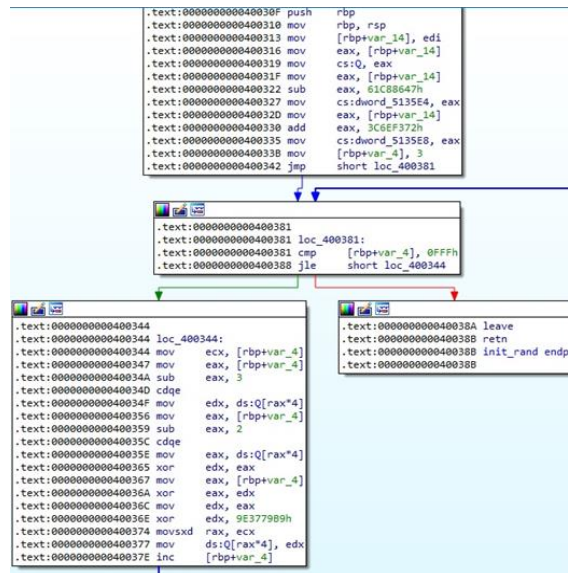 .text:000000000040030F push rbp
.text:0000000000400310 mov rbp, rsp
.text:0000000000400313 mov [rbp+var_14], edi
.text:0000000000400316 mov eax, [rbp+var_14]
.text:0000000000400319 mov cs:Q, eax
.text:000000000040031F mov eax, [rbp+var_14]
.text:0000000000400322 sub eax, 61C88647h
.text:0000000000400327 mov cs:dword_5135E4, eax
.text:000000000040032D mov eax, [rbp+var_14]
.text:0000000000400330 add eax, 3C6EF372h
.text:0000000000400335 mov cs:dword_5135E8, eax
.text:000000000040033B mov [rbp+var_4], 3
.text:0000000000400342 jmp short loc_400381
.text:0000000000400381
.text:0000000000400381 loc_400381:
.text:0000000000400381 cmp [rbp+var_4], 0FFFh
.text:0000000000400388 jle short loc_400344
.text:0000000000400344
.text:0000000000400344 loc_400344:
.text:0000000000400344 mov ecx, [rbp+var_4]
.text:0000000000400347 mov eax, [rbp+var_4]
.text:000000000040034A sub eax, 3
.text:000000000040034D cdqe
.text:000000000040034F mov edx, ds:Q[rax*4]
.text:0000000000400356 mov eax, [rbp+var_4]
.text:0000000000400359 sub eax, 2
.text:000000000040035C cdqe
.text:000000000040035E mov eax, ds:Q[rax*4]
.text:0000000000400365 xor edx, eax
.text:0000000000400367 mov eax, [rbp+var_4]
.text:000000000040036A xor eax, edx
.text:000000000040036C mov edx, eax
.text:000000000040036E xor edx, 9E3779B9h
.text:0000000000400374 movsxd rax, ecx
.text:0000000000400377 mov ds:Q[rax*4], edx
.text:000000000040037E inc [rbp+var_4]
.text:000000000040038A leave
.text:000000000040038B retn
.text:000000000040038B init_rand endp
.text:000000000040038B